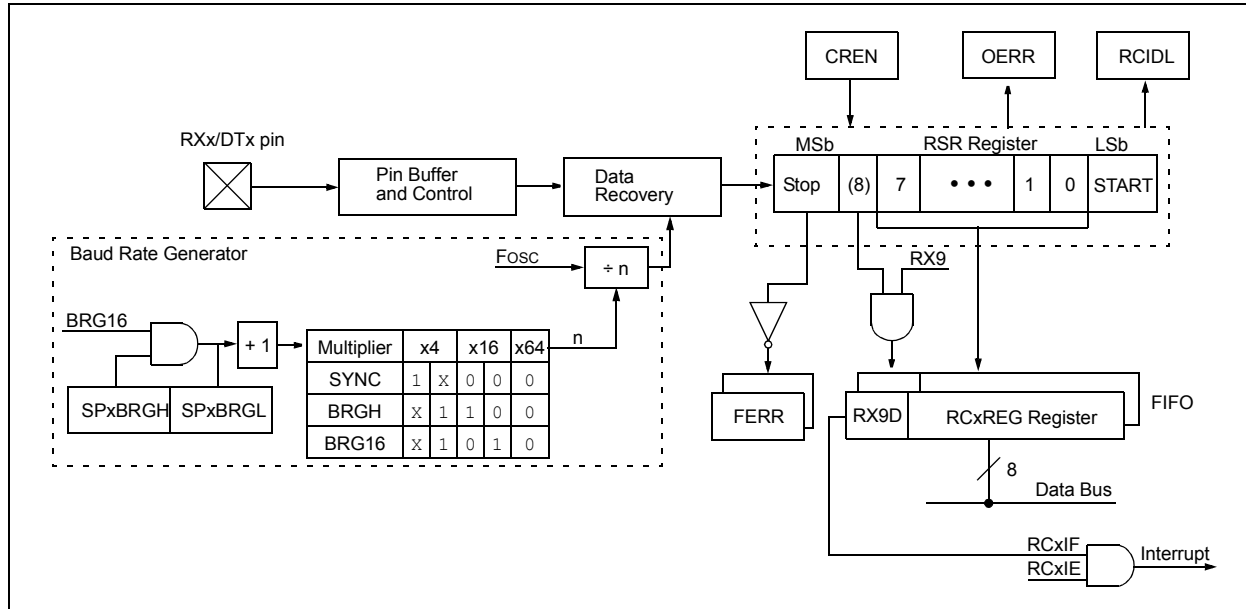 CREN OERR RCIDL
RXx/DTx pin
MSb RSR Register LSb
Pin Buffer
and Control
Data
Recovery
Stop (8) 7 • • • 1 0 START
Baud Rate Generator
FOSC
÷ n
RX9
BRG16
+ 1
n
Multiplier x4 x16 x64
SYNC 1 X 0 0 0
BRGH X 1 1 0 0
BRG16 X 1 0 1 0
SPxBRGH SPxBRGL
FERR
RX9D RCxREG Register
FIFO
8
Data Bus
RCxIF
RCxIE
Interrupt